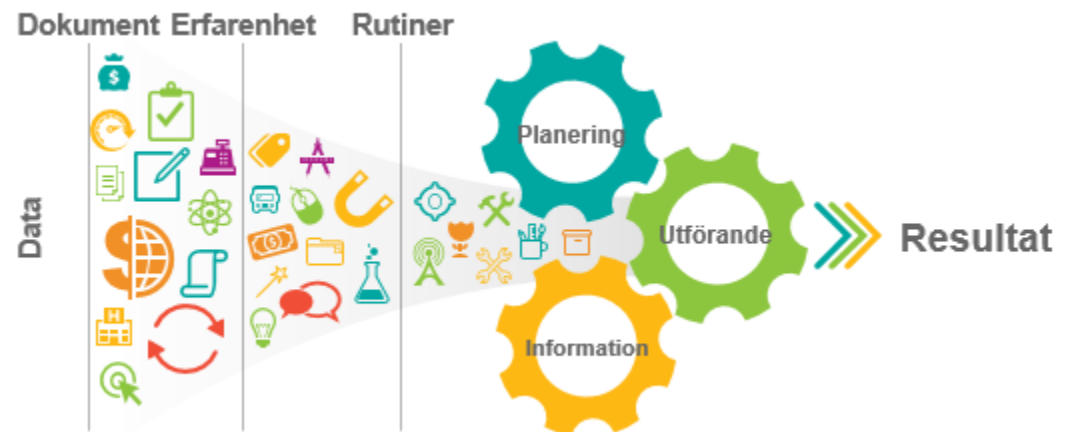 Dokument Erfarenhet Rutiner
Data
Planering
Utförande
Information
Resultat
$
$
$
H